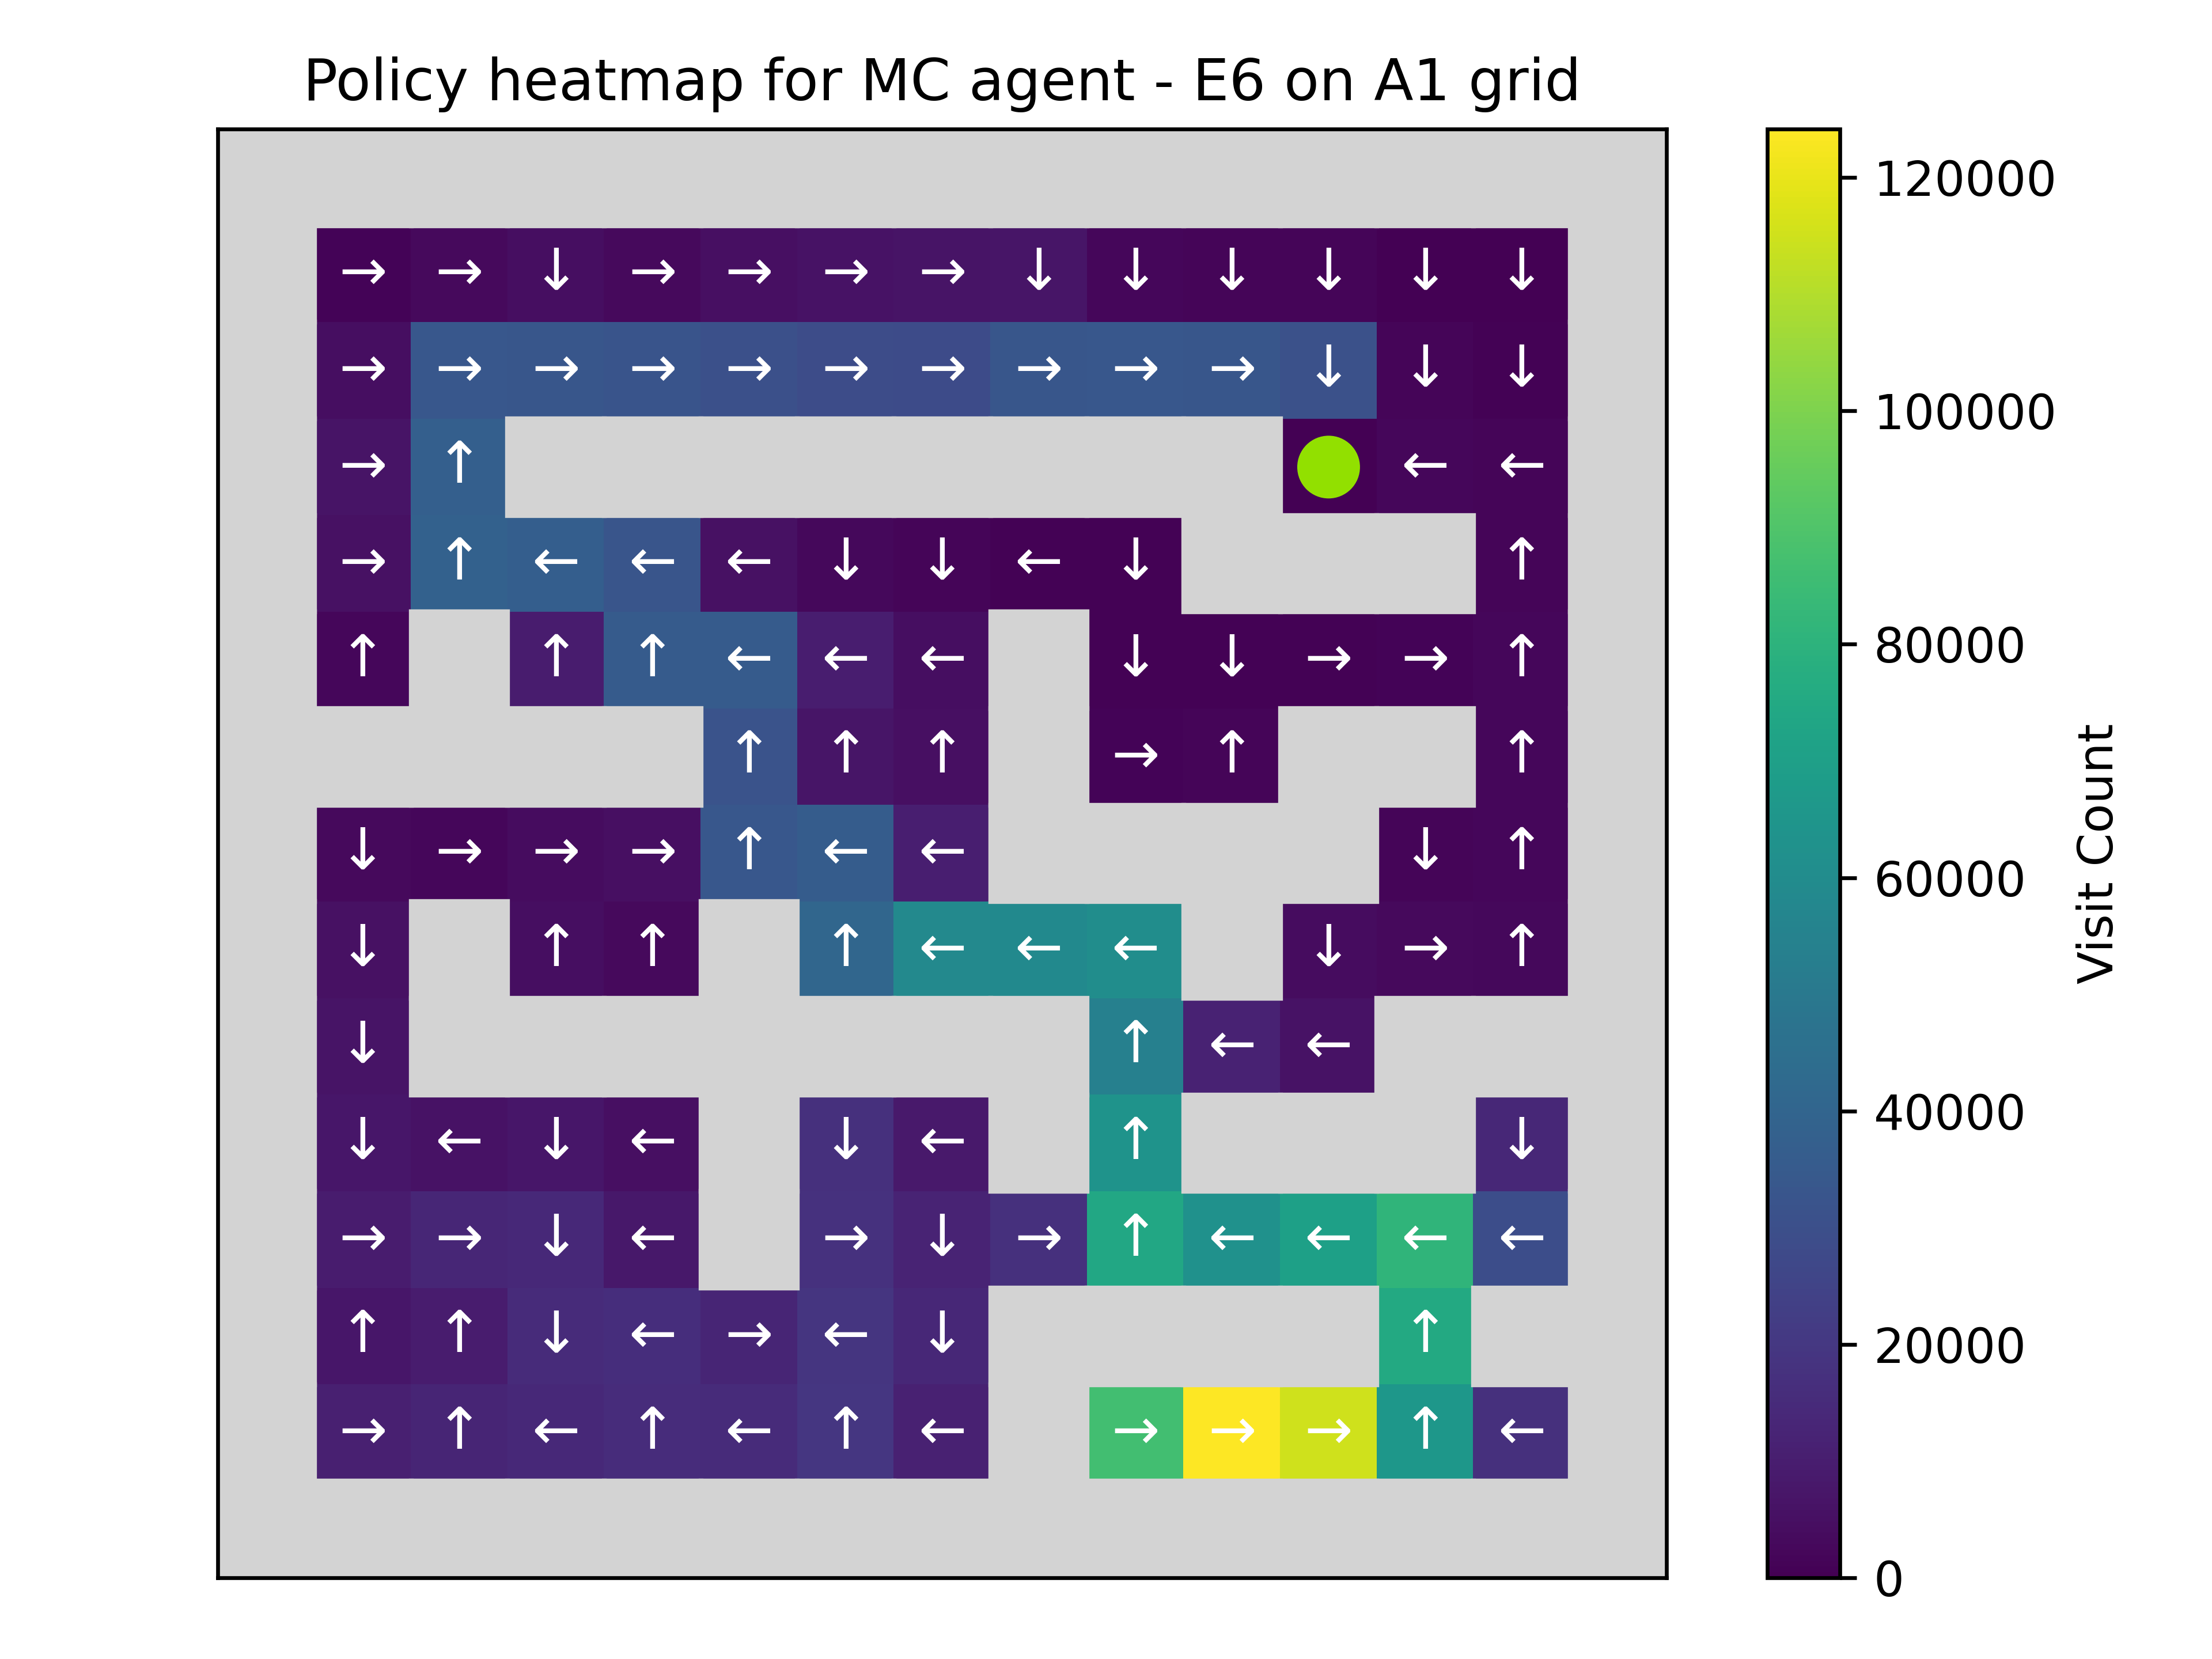 Policy heatmap for MC agent - E6 on A1 grid
→ → ↓ → → → → ↓ ↓ ↓ ↓ ↓ ↓
→ → → → → → → → → → ↓ ↓ ↓
→ ↑ ← ←
→ ↑ ← ← ← ↓ ↓ ← ↓ ↑
↑ ↑ ↑ ← ← ← ↓ ↓ → → ↑
↑ ↑ ↑ → ↑ ↑
↓ → → → ↑ ← ← ↓ ↑
↓ ↑ ↑ ↑ ← ← ← ↓ → ↑
↓ ↑ ← ←
↓ ← ↓ ← ↓ ← ↑ ↓
→ → ↓ ← → ↓ → ↑ ← ← ← ←
↑ ↑ ↓ ← → ← ↓ ↑
→ ↑ ← ↑ ← ↑ ← → → → ↑ ←
120000
100000
80000
60000
40000
20000
0
Visit Count